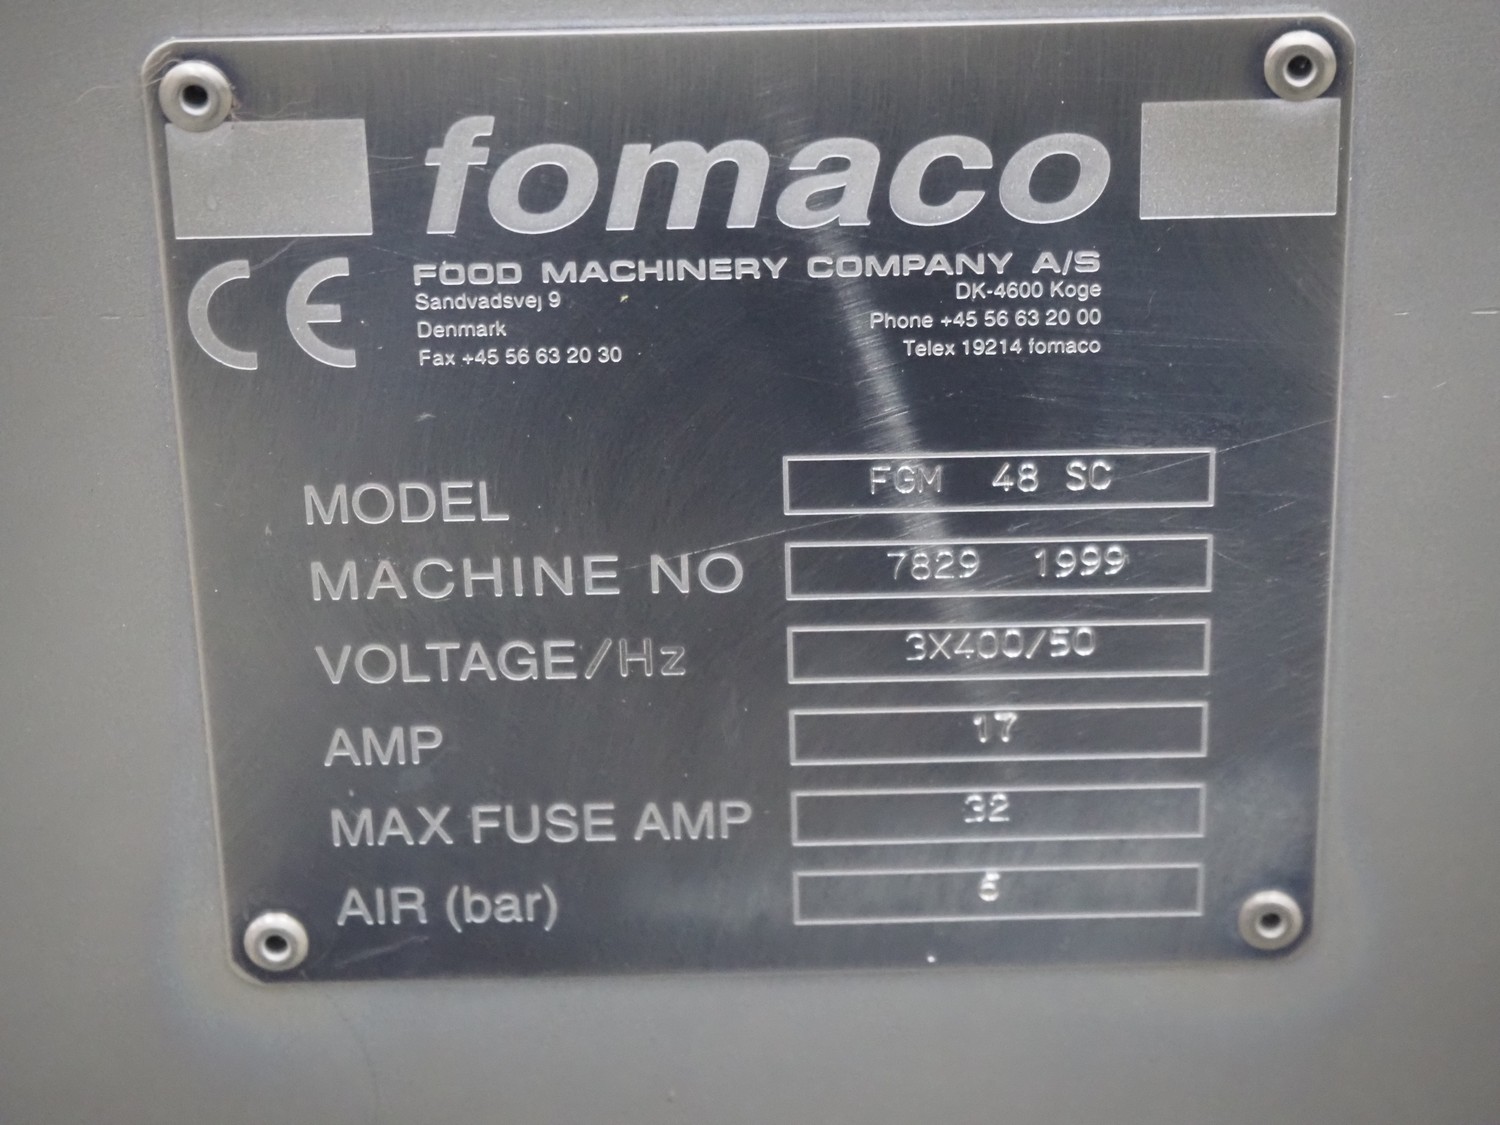 fomaco
CE
FOOD MACHINERY COMPANY A/S
Sandvadsvej 9
DK-4600 Koge
Denmark
Phone +45 56 63 20 00
Fax +45 56 63 20 30
Telex 19214 fomaco
MODEL FGM 48 SC
MACHINE NO 7829 1999
VOLTAGE/Hz 3X400/50
AMP 17
MAX FUSE AMP 32
AIR (bar) 6